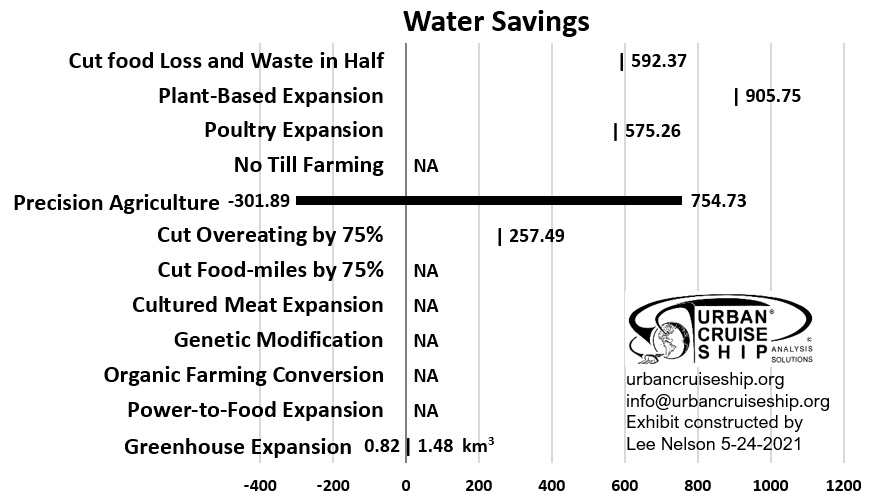 Water Savings
Cut food Loss and Waste in Half | 592.37
Plant-Based Expansion | 905.75
Poultry Expansion | 575.26
No Till Farming NA
Precision Agriculture -301.89 754.73
Cut Overeating by 75% | 257.49
Cut Food-miles by 75% NA
Cultured Meat Expansion NA
Genetic Modification NA
Organic Farming Conversion NA
Power-to-Food Expansion NA
Greenhouse Expansion 0.82 | 1.48 km³
-400 -200 0 200 400 600 800 1000 1200
URBAN®
CRUISE
SHIP
©
ANALYSIS
SOLUTIONS
urbancruiseship.org
info@urbancruiseship.org
Exhibit constructed by
Lee Nelson 5-24-2021